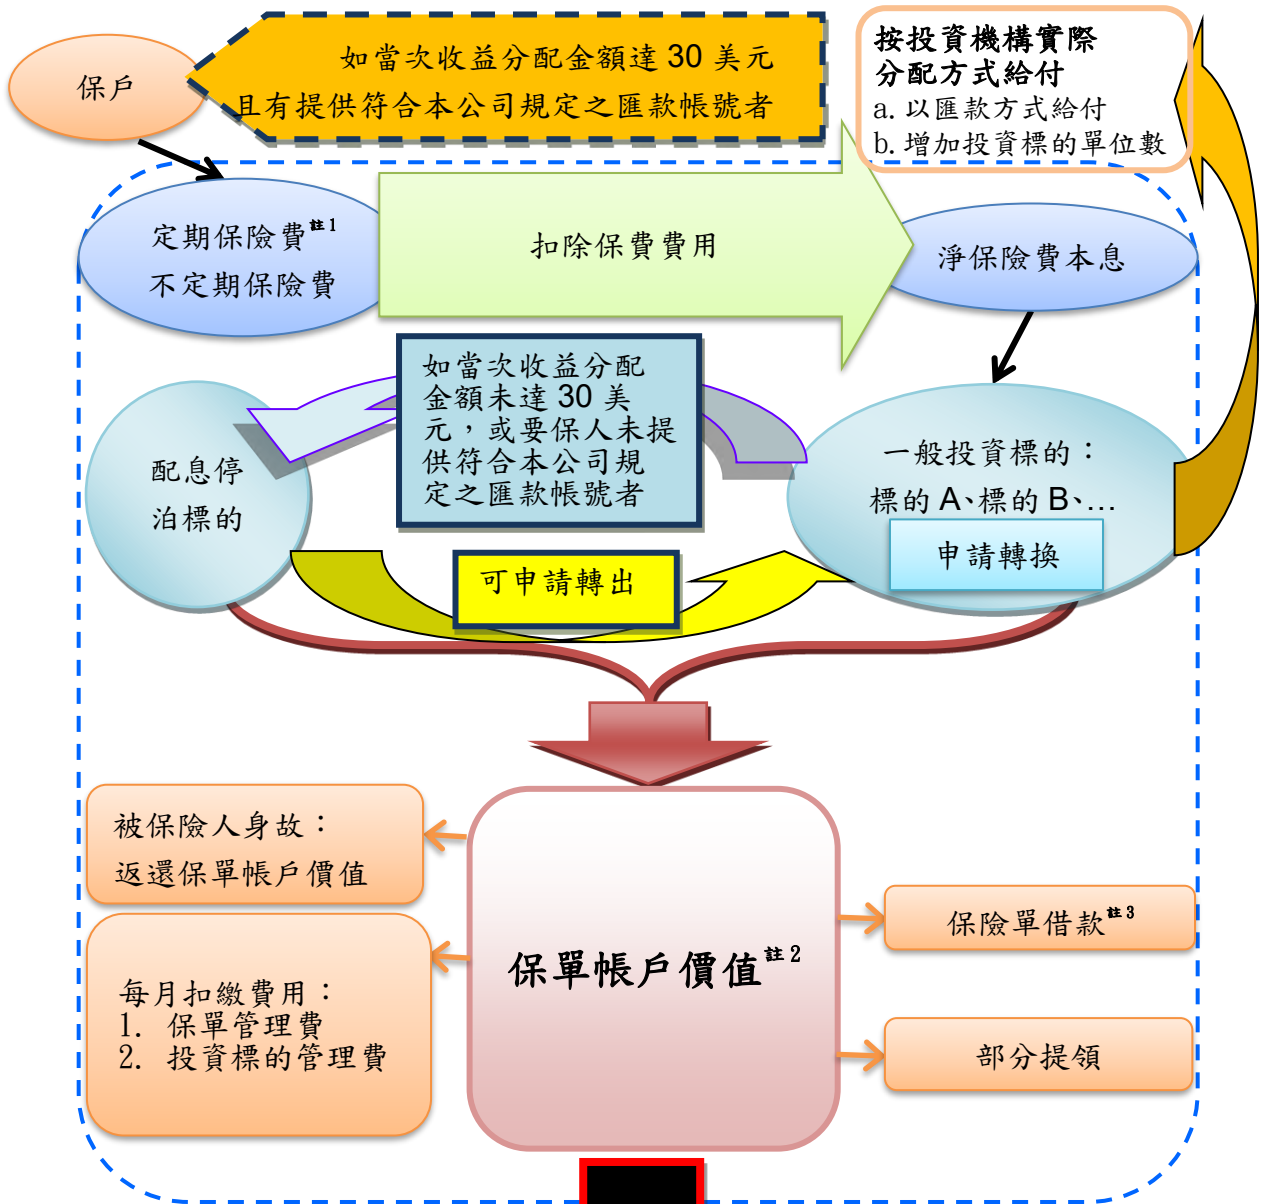 保戶
如當次收益分配金額達 30 美元
且有提供符合本公司規定之匯款帳號者
按投資機構實際
分配方式給付
a. 以匯款方式給付
b. 增加投資標的單位數
定期保險費註1
不定期保險費
扣除保費費用
淨保險費本息
如當次收益分配
金額未達 30 美
元，或要保人未提
供符合本公司規
定之匯款帳號者
配息停
泊標的
一般投資標的：
標的 A、標的 B、…
申請轉換
可申請轉出
被保險人身故：
返還保單帳戶價值
每月扣繳費用：
1. 保單管理費
2. 投資標的管理費
保單帳戶價值註2
保險單借款註3
部分提領